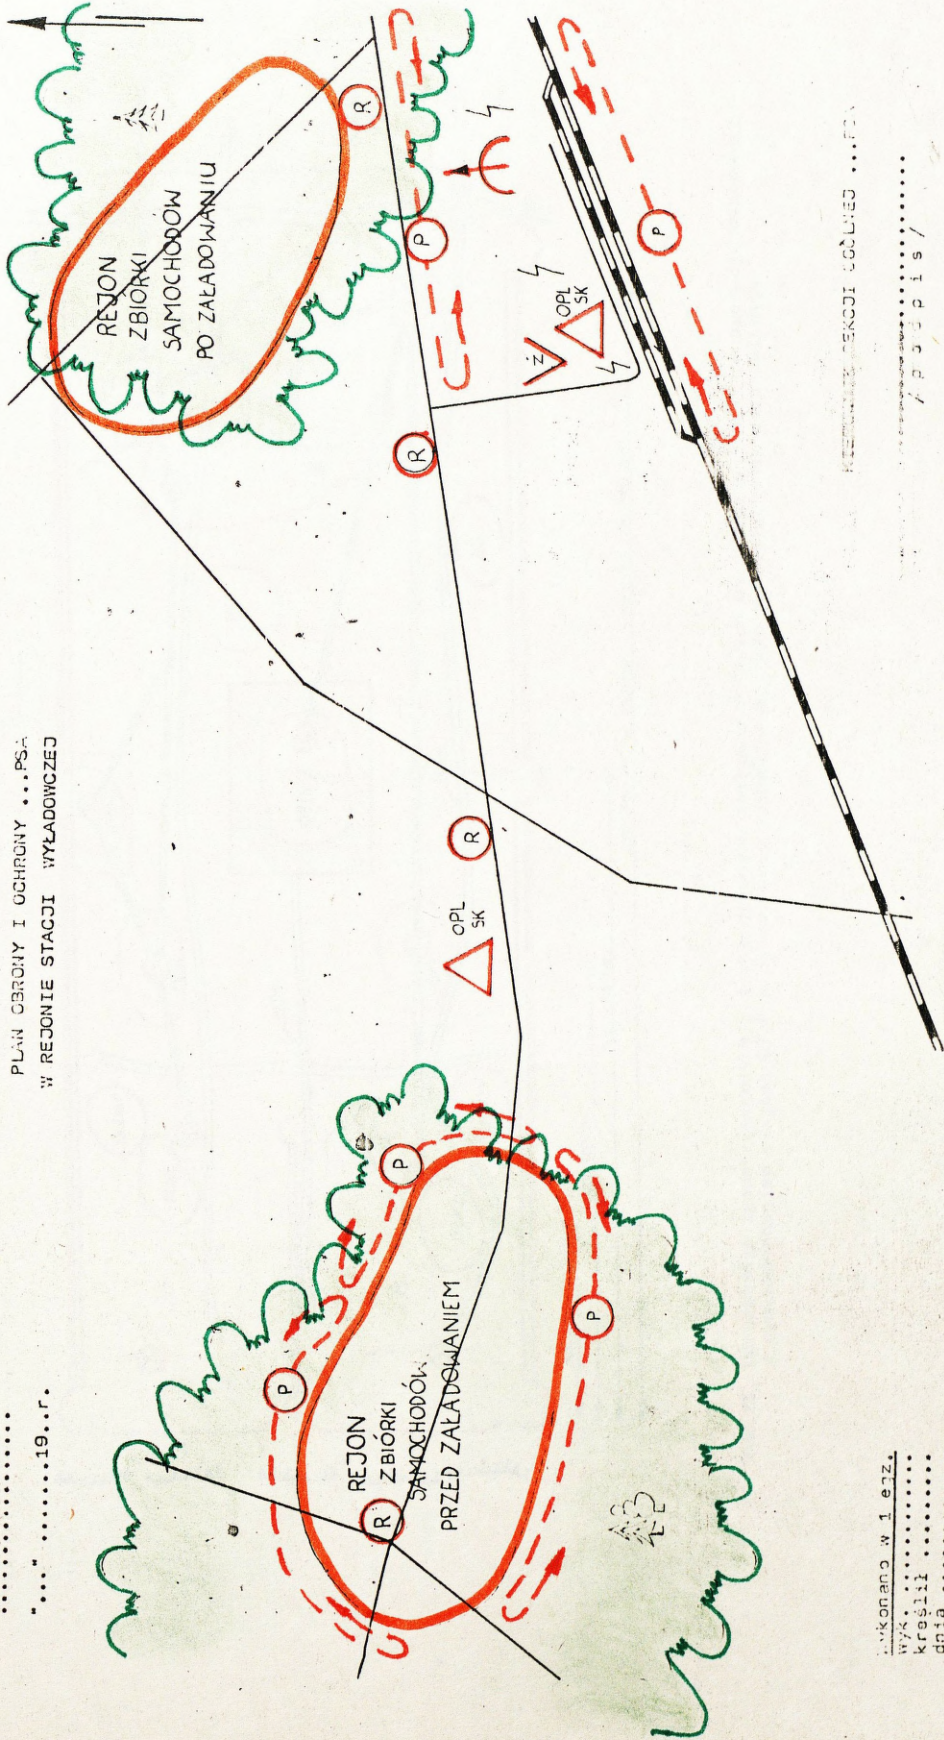 ...............
"...." .......19..r.
PLAN OBRONY I OCHRONY ...PSA
W REJONIE STACJI WYŁADOWCZEJ
REJON
ZBIÓRKI
SAMOCHODÓW
PO ZAŁADOWANIU
R
P
R
Ż
OPL
SK
P
R
OPL
SK
P
P
R
REJON
ZBIÓRKI
SAMOCHODÓW
PRZED ZAŁADOWANIEM
P
wykonano w 1 egz.
wyk. ............
kreślił .........
dnia
/ p o d p i s /